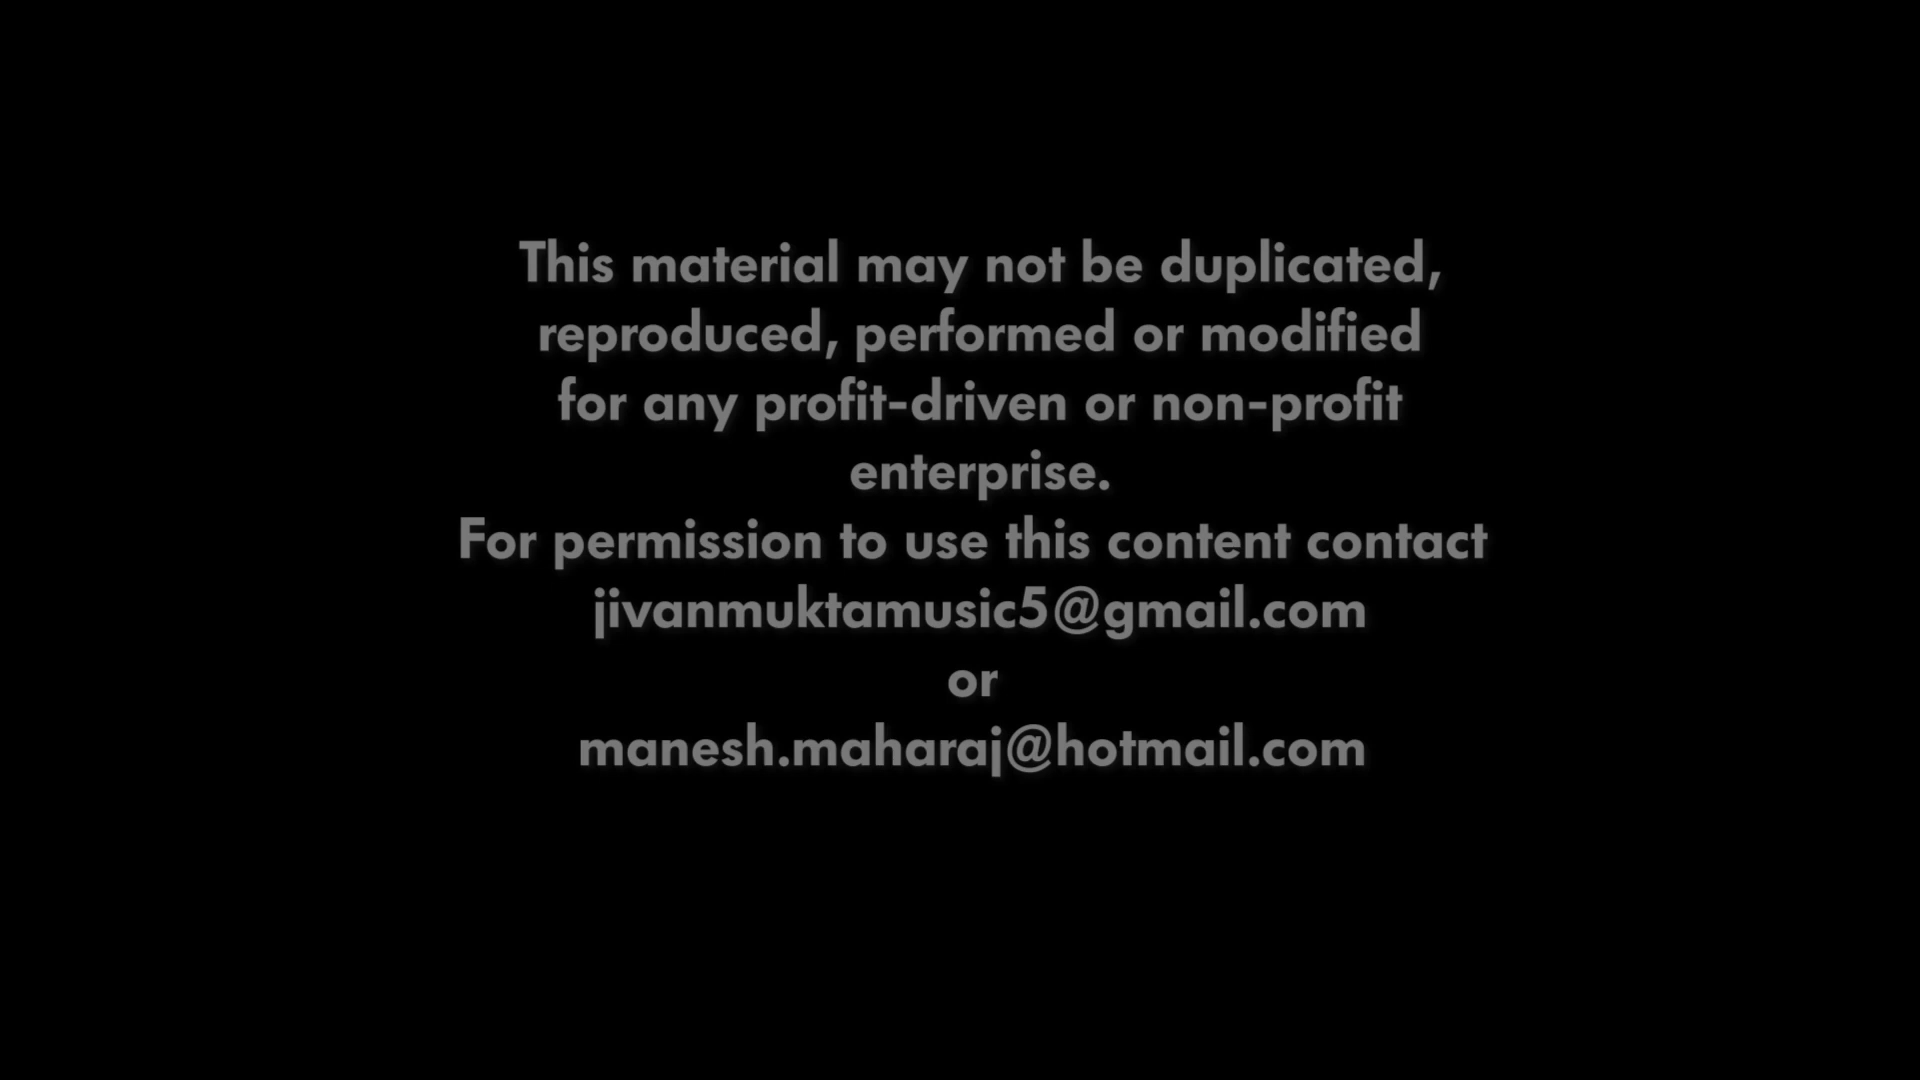 This material may not be duplicated,
reproduced, performed or modified
for any profit-driven or non-profit
enterprise.
For permission to use this content contact
jivanmuktamusic5@gmail.com
or
manesh.maharaj@hotmail.com